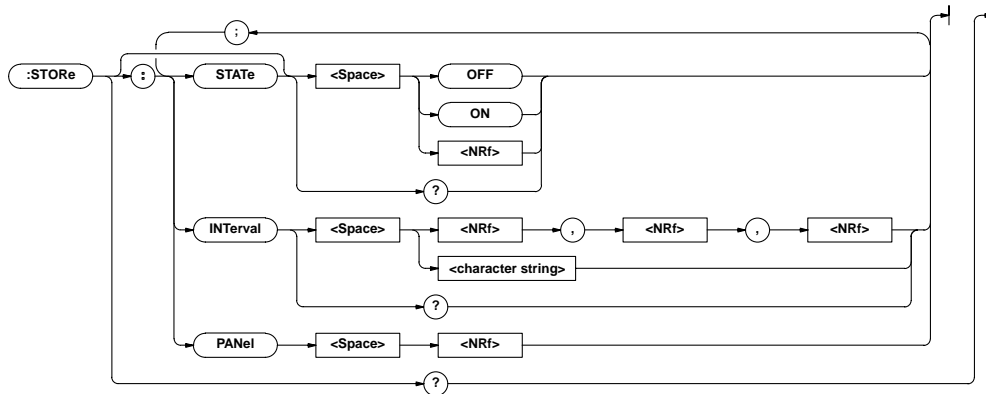 ;
:STORe : STATe <Space> OFF
ON
<NRf>
?
INTerval <Space> <NRf> , <NRf> , <NRf>
<character string>
?
PANel <Space> <NRf>
?